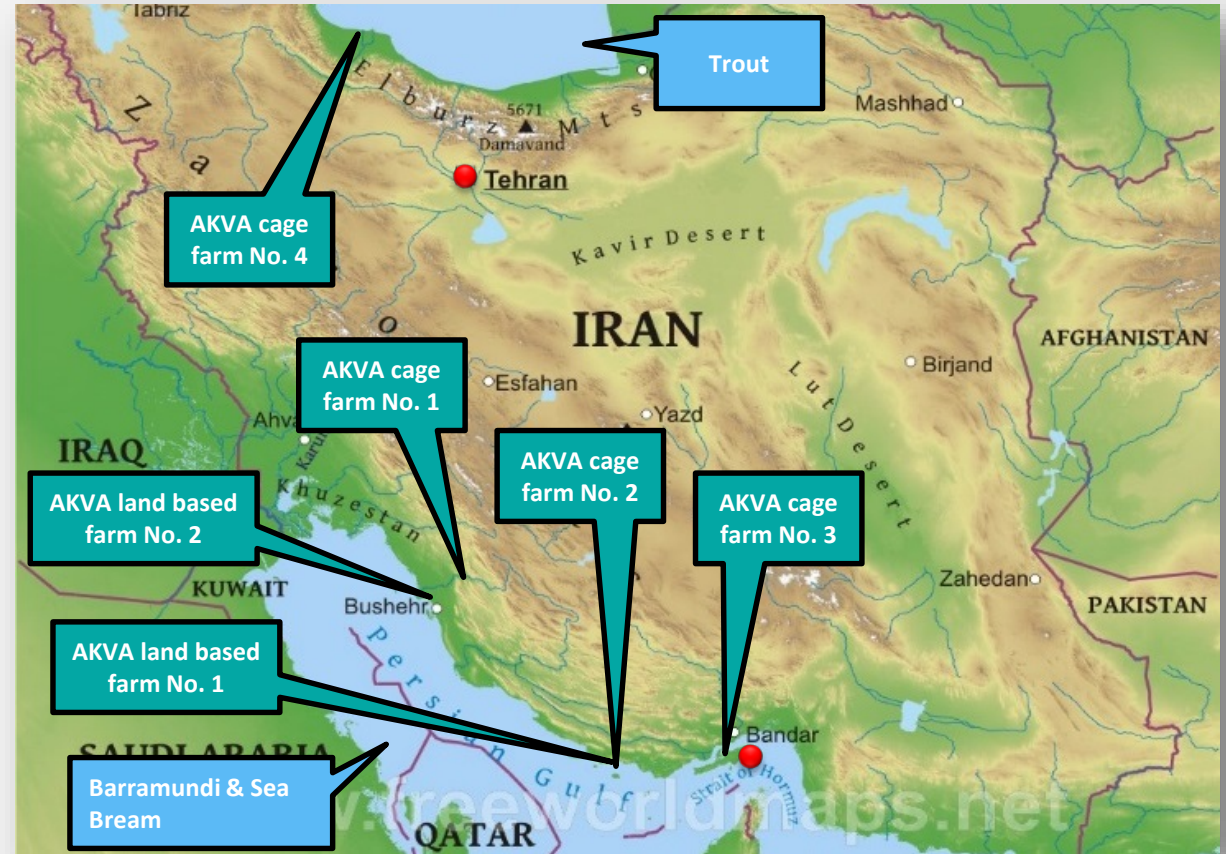 Tabriz
Trout
Mashhad
Elburz Mts
5671
Damavand
Tehran
AKVA cage
farm No. 4
Kavir Desert
Z a
o
IRAN
AFGHANISTAN
AKVA cage
farm No. 1
Esfahan
Birjand
Lut Desert
Yazd
IRAQ
Karu
AKVA cage
farm No. 2
AKVA land based
farm No. 2
Khuzestan
AKVA cage
farm No. 3
KUWAIT
Bushehr
Zahedan
PAKISTAN
AKVA land based
farm No. 1
Persian Gulf
Bandar
SAUDI ARABIA
Strait of Hormuz
Barramundi & Sea
Bream
w.freeworldmaps.net
QATAR